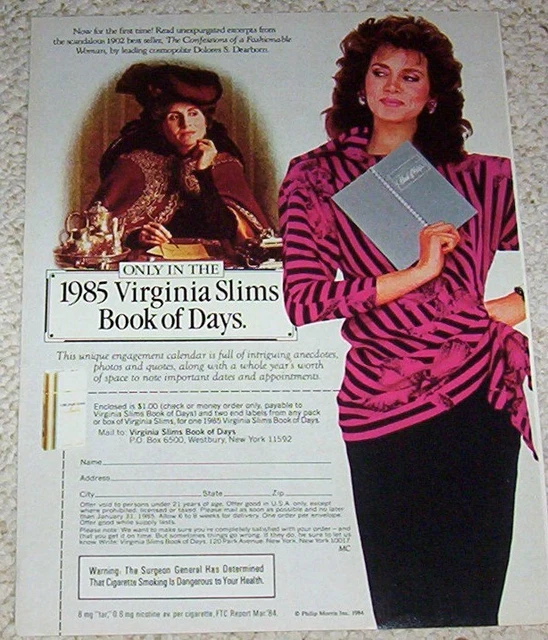 Now for the first time! Read unexpurgated excerpts from
the scandalous 1902 best seller, The Confessions of a Fashionable
Woman, by leading cosmopolite Dolores S. Dearborn.
ONLY IN THE
1985 Virginia Slims
Book of Days.
This unique engagement calendar is full of intriguing anecdotes,
photos and quotes, along with a whole year's worth
of space to note important dates and appointments.
Enclosed is $1.00 (check or money order only, payable to
Virginia Slims Book of Days) and two end labels from any pack
or box of Virginia Slims, for one 1985 Virginia Slims Book of Days.
Mail to: Virginia Slims Book of Days
P.O. Box 6500, Westbury, New York 11592
Name
Address
City State Zip
Offer void to persons under 21 years of age. Offer good in U.S.A. only, except
where prohibited, licensed or taxed. Please mail as soon as possible and no later
than January 31, 1985. Allow 6 to 8 weeks for delivery. One order per envelope.
Offer good while supply lasts.
Please note: We want to make sure you're completely satisfied with your order—and
that you get it on time. But sometimes things go wrong. If they do, be sure to let us
know. Write: Virginia Slims Book of Days, 120 Park Avenue, New York, New York 10017.
MC
Warning: The Surgeon General Has Determined
That Cigarette Smoking Is Dangerous to Your Health.
8 mg "tar," 0.6 mg nicotine av. per cigarette, FTC Report Mar.'84.
© Philip Morris Inc. 1984